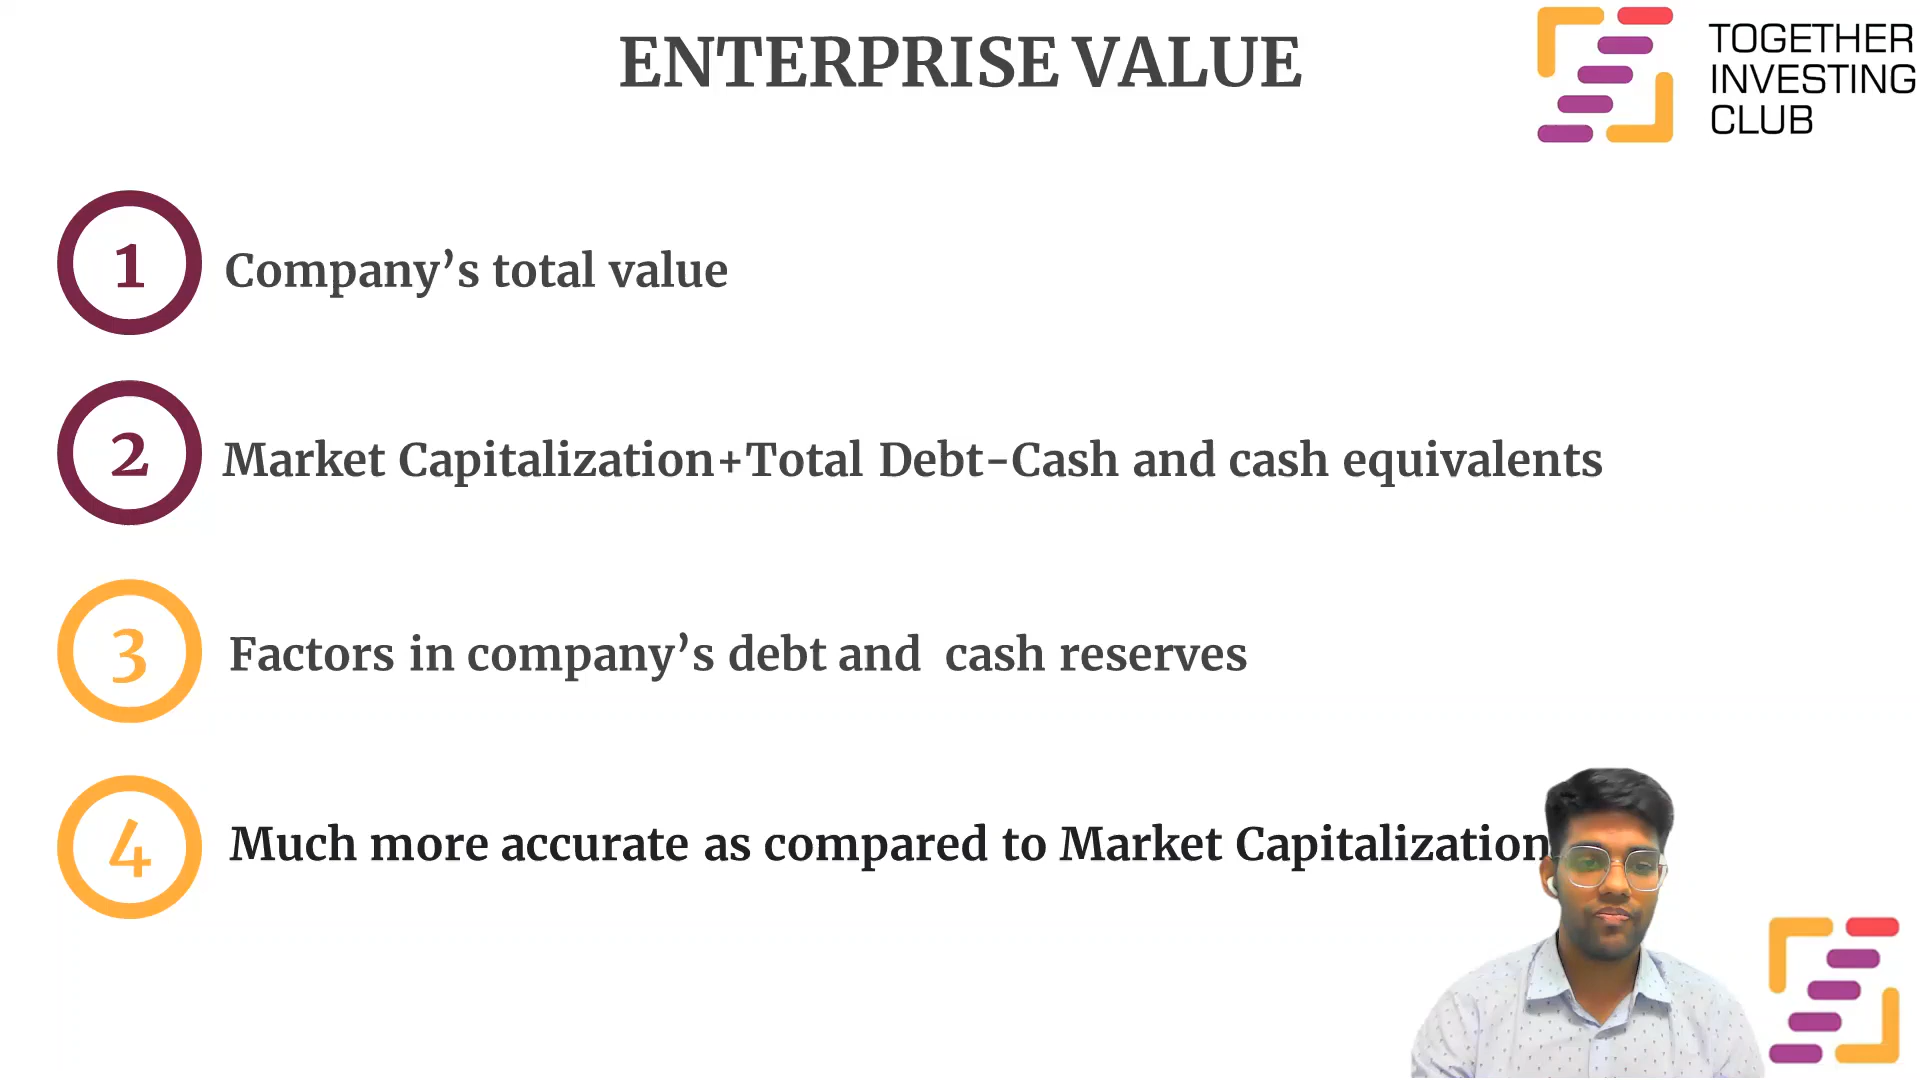 ENTERPRISE VALUE
TOGETHER
INVESTING
CLUB
1
Company’s total value
2
Market Capitalization+Total Debt-Cash and cash equivalents
3
Factors in company’s debt and  cash reserves
4
Much more accurate as compared to Market Capitalization